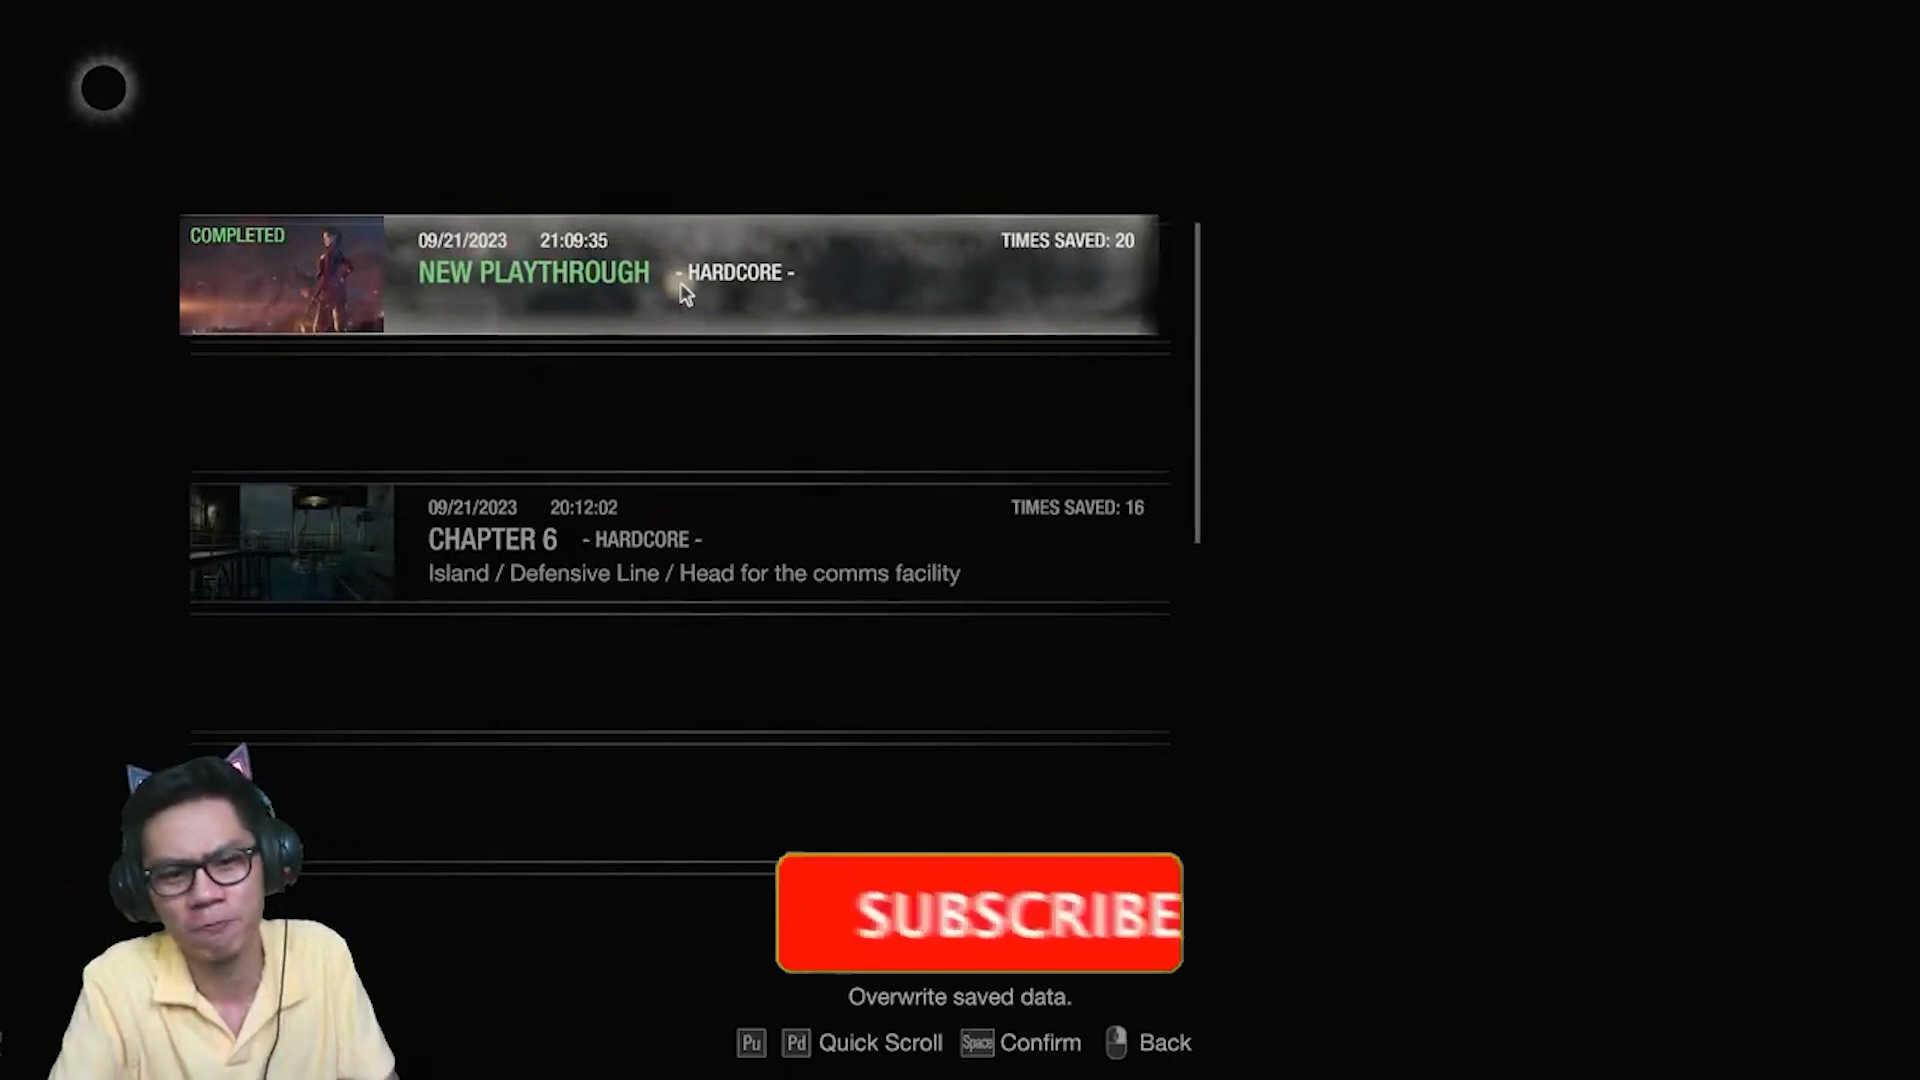 COMPLETED
09/21/2023 21:09:35 TIMES SAVED: 20
NEW PLAYTHROUGH - HARDCORE -
09/21/2023 20:12:02 TIMES SAVED: 16
CHAPTER 6 - HARDCORE -
Island / Defensive Line / Head for the comms facility
SUBSCRIBE
Overwrite saved data.
Pu Pd Quick Scroll Space Confirm Back